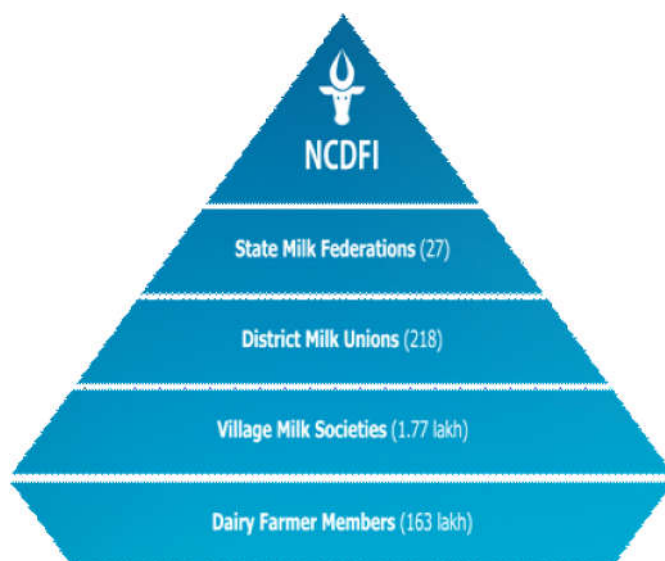 NCDFI
State Milk Federations (27)
District Milk Unions (218)
Village Milk Societies (1.77 lakh)
Dairy Farmer Members (163 lakh)